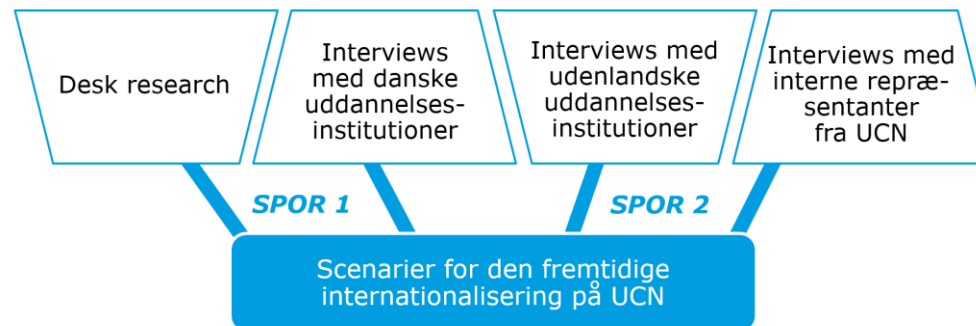 Desk research
Interviews
med danske
uddannelses-
institutioner
Interviews med
udenlandske
uddannelses-
institutioner
Interviews med
interne repræ-
sentanter
fra UCN
SPOR 1
SPOR 2
Scenarier for den fremtidige
internationalisering på UCN